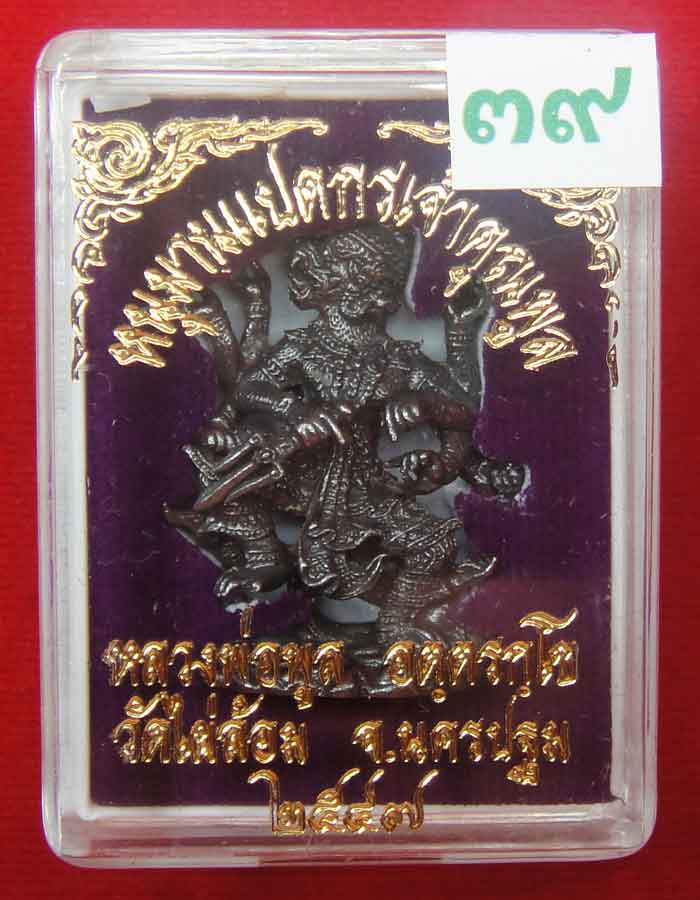 ๓๙
หนุมานแปดกรเจ้าคุณพูล
หลวงพ่อพูล อตฺตรกฺโข
วัดไผ่ล้อม จ.นครปฐม
๒๕๔๗